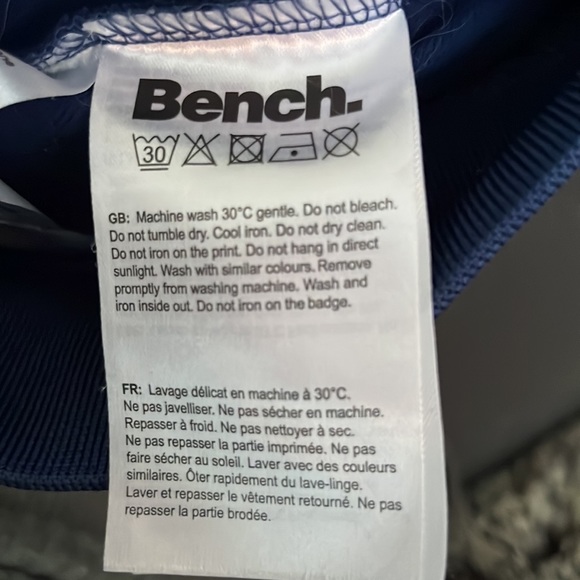 Bench.
30
GB: Machine wash 30°C gentle. Do not bleach.
Do not tumble dry. Cool iron. Do not dry clean.
Do not iron on the print. Do not hang in direct
sunlight. Wash with similar colours. Remove
promptly from washing machine. Wash and
iron inside out. Do not iron on the badge.
FR: Lavage délicat en machine à 30°C.
Ne pas javelliser. Ne pas sécher en machine.
Repasser à froid. Ne pas nettoyer à sec.
Ne pas repasser la partie imprimée. Ne pas
faire sécher au soleil. Laver avec des couleurs
similaires. Ôter rapidement du lave-linge.
Laver et repasser le vêtement retourné. Ne pas
repasser la partie brodée.